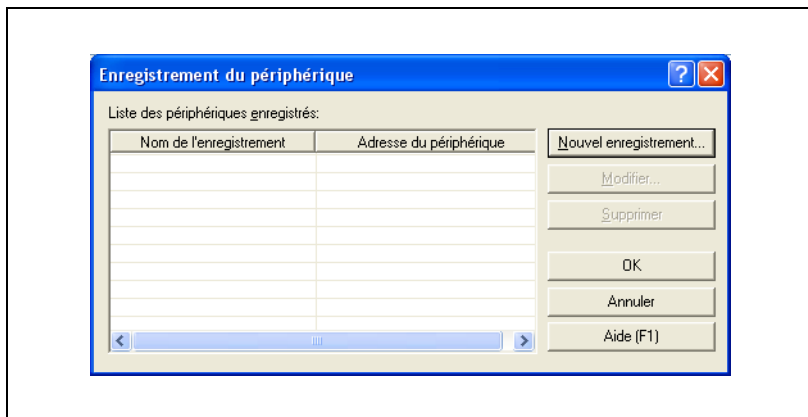 Enregistrement du périphérique
Liste des périphériques enregistrés:
Nom de l'enregistrement Adresse du périphérique
Nouvel enregistrement...
Modifier...
Supprimer
OK
Annuler
Aide (F1)